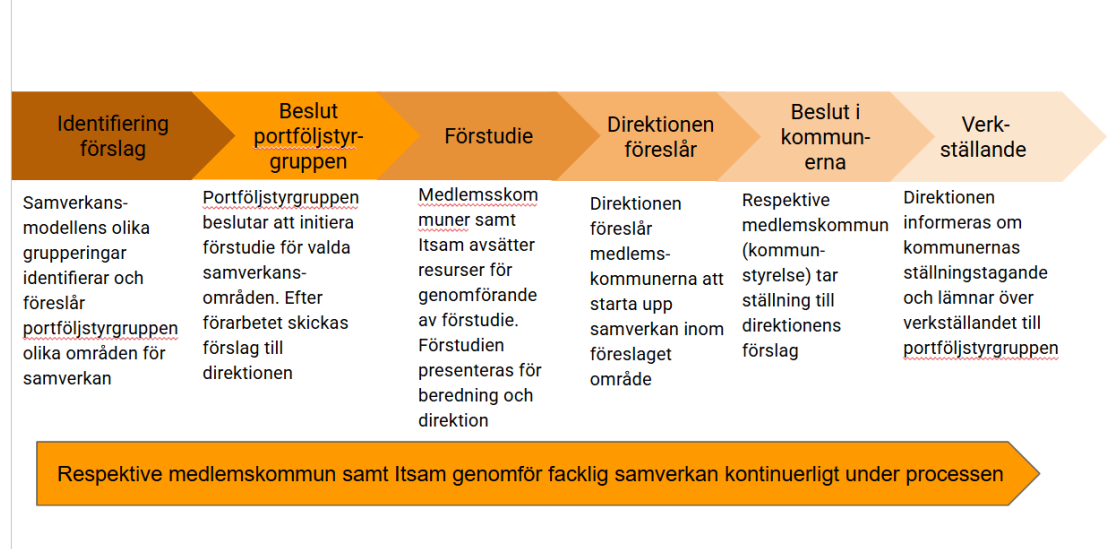 Identifiering
förslag
Beslut
portföljstyr-
gruppen
Förstudie
Direktionen
föreslår
Beslut i
kommun-
erna
Verk-
ställande
Samverkans-
modellens olika
grupperingar
identifierar och
föreslår
portföljstyrgruppen
olika områden för
samverkan
Portföljstyrgruppen
beslutar att initiera
förstudie för valda
samverkans-
områden. Efter
förarbetet skickas
förslag till
direktionen
Medlemsskom
muner samt
Itsam avsätter
resurser för
genomförande
av förstudie.
Förstudien
presenteras för
beredning och
direktion
Direktionen
föreslår
medlems-
kommunerna att
starta upp
samverkan inom
föreslaget
område
Respektive
medlemskommun
(kommun-
styrelse) tar
ställning till
direktionens
förslag
Direktionen
informeras om
kommunernas
ställningstagande
och lämnar över
verkställandet till
portföljstyrgruppen
Respektive medlemskommun samt Itsam genomför facklig samverkan kontinuerligt under processen